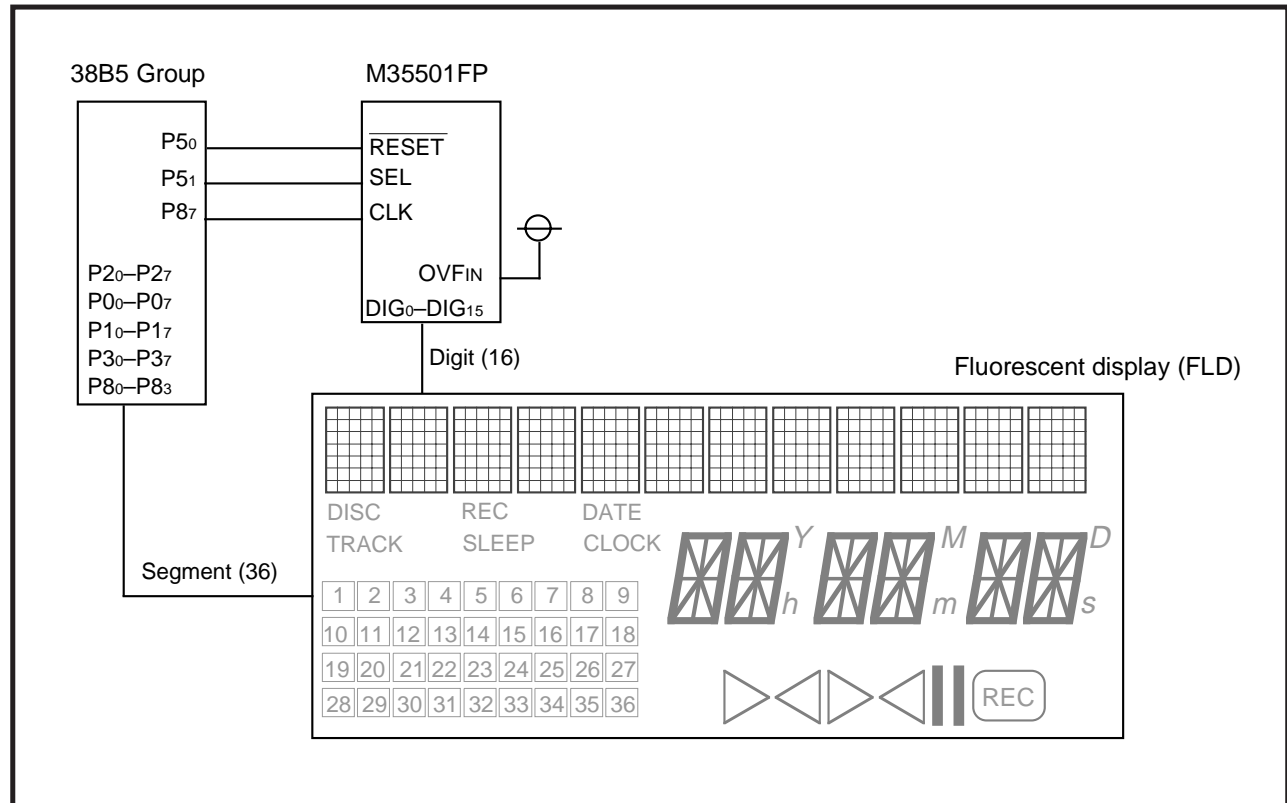 38B5 Group
M35501FP
P50
P51
P87
RESET
SEL
CLK
OVFIN
DIG0–DIG15
P20–P27
P00–P07
P10–P17
P30–P37
P80–P83
Digit (16)
Fluorescent display (FLD)
Segment (36)
DISC REC DATE
TRACK SLEEP CLOCK
Y M D
h m s
1 2 3 4 5 6 7 8 9
10 11 12 13 14 15 16 17 18
19 20 21 22 23 24 25 26 27
28 29 30 31 32 33 34 35 36
REC